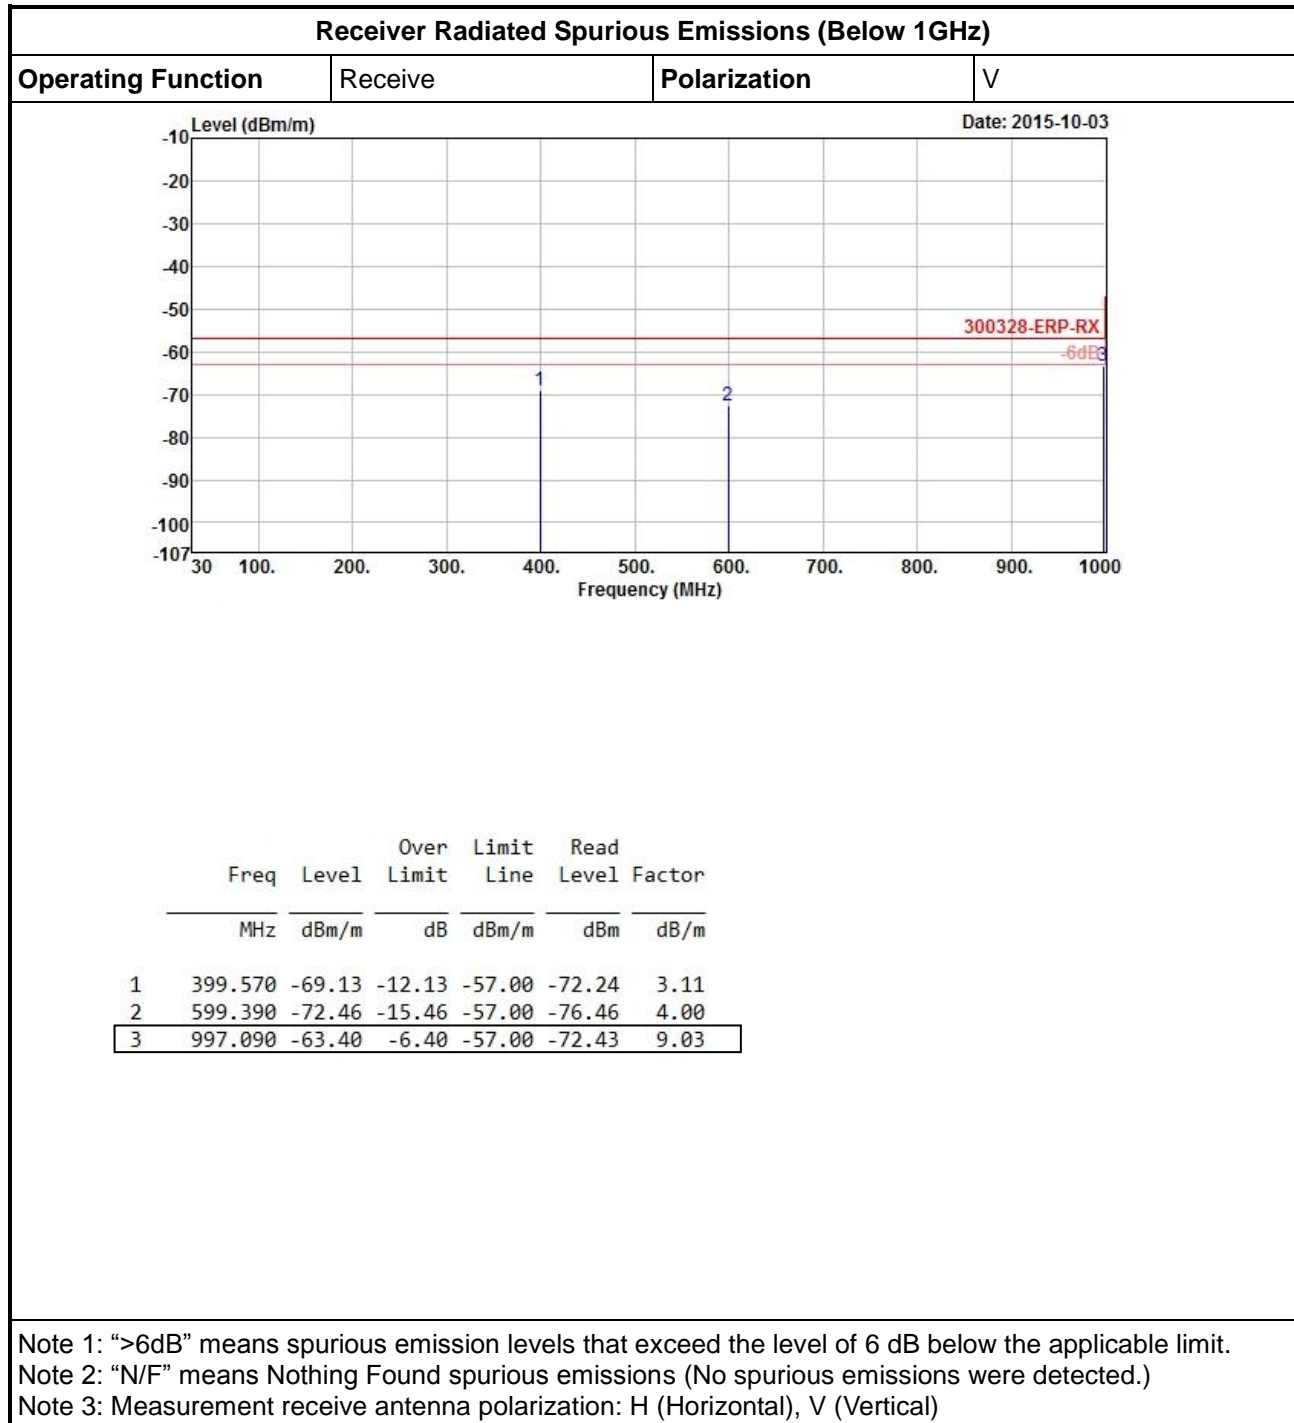 Receiver Radiated Spurious Emissions (Below 1GHz)
Operating Function Receive Polarization V
Level (dBm/m) Date: 2015-10-03
-10
-20
-30
-40
-50
300328-ERP-RX
-60
-6dB
3
1
-70
2
-80
-90
-100
-107
30 100. 200. 300. 400. 500. 600. 700. 800. 900. 1000
Frequency (MHz)
Over Limit Read
Freq Level Limit Line Level Factor
MHz dBm/m dB dBm/m dBm dB/m
1 399.570 -69.13 -12.13 -57.00 -72.24 3.11
2 599.390 -72.46 -15.46 -57.00 -76.46 4.00
3 997.090 -63.40 -6.40 -57.00 -72.43 9.03
Note 1: “>6dB” means spurious emission levels that exceed the level of 6 dB below the applicable limit.
Note 2: “N/F” means Nothing Found spurious emissions (No spurious emissions were detected.)
Note 3: Measurement receive antenna polarization: H (Horizontal), V (Vertical)